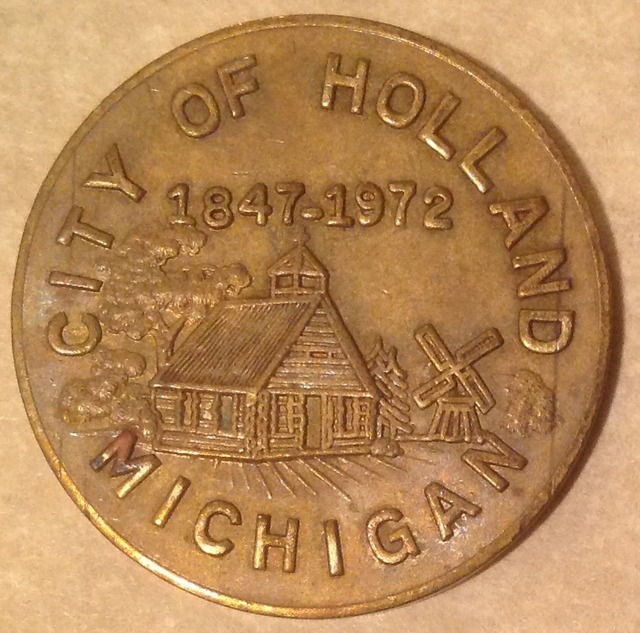 CITY OF HOLLAND
1847-1972
MICHIGAN